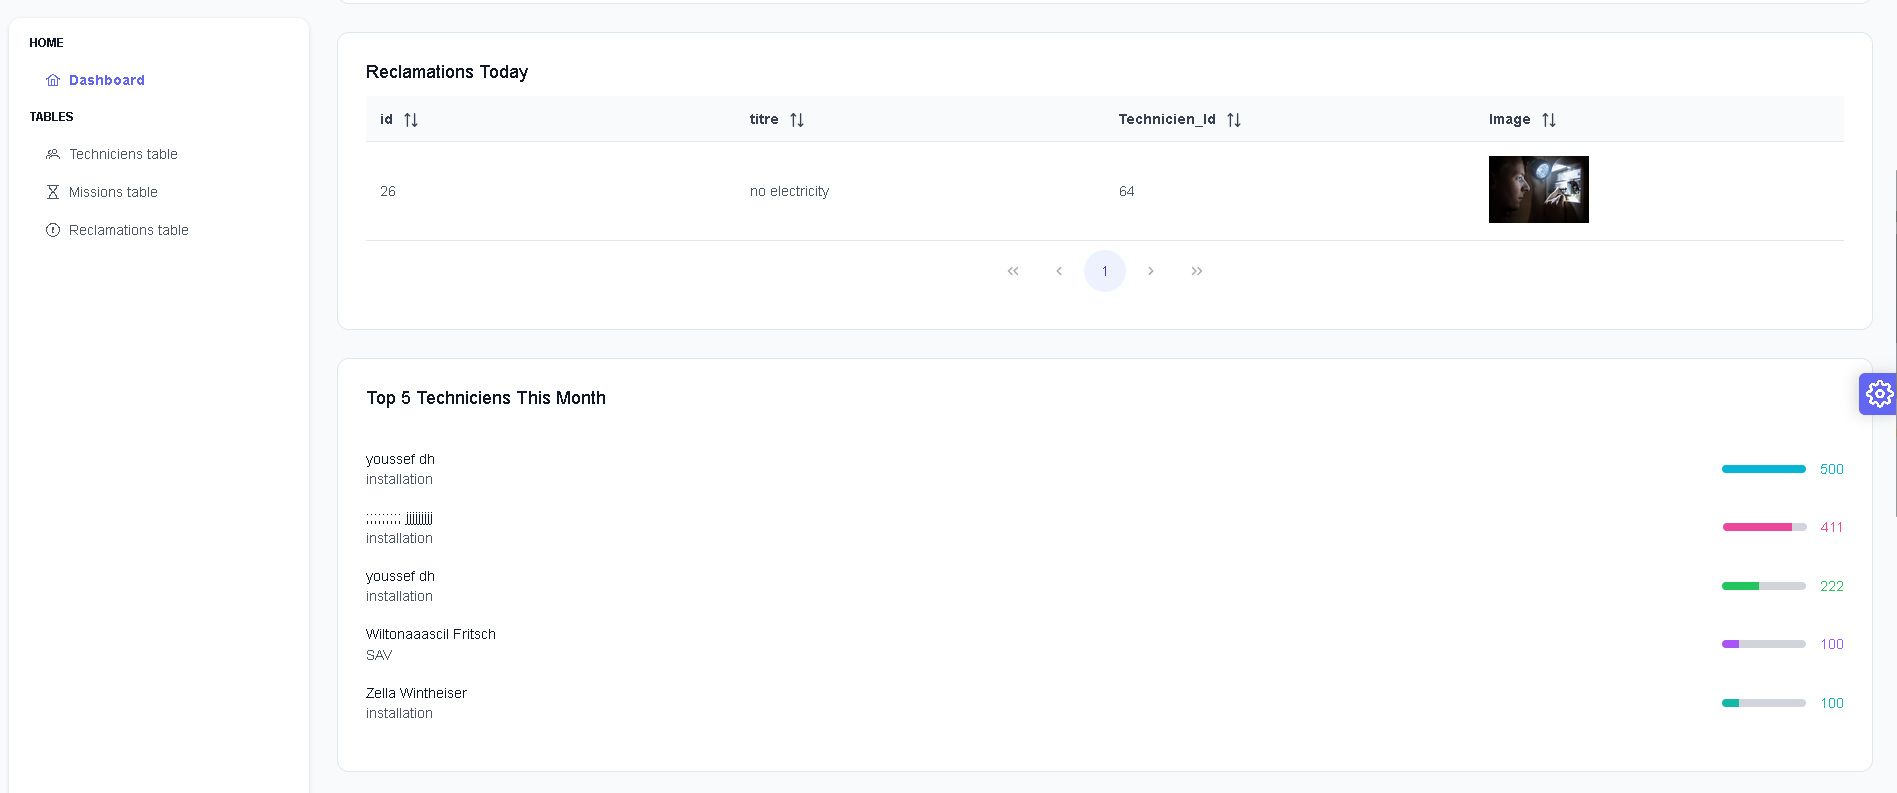 HOME
Dashboard
TABLES
Techniciens table
Missions table
Reclamations table
Reclamations Today
id titre Technicien_Id Image
26 no electricity 64
1
Top 5 Techniciens This Month
youssef dh
installation
500
;;;;;;;;; jjjjjjjjj
installation
411
youssef dh
installation
222
Wiltonaaascil Fritsch
SAV
100
Zella Wintheiser
installation
100